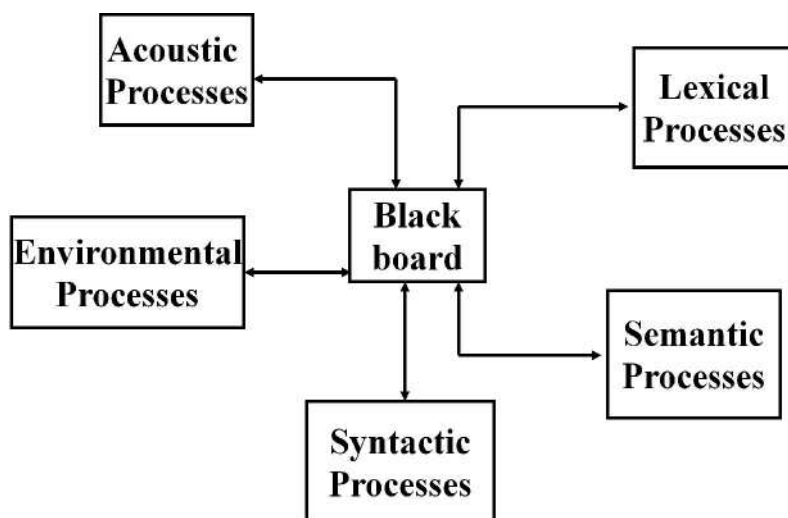 Acoustic
Processes
Lexical
Processes
Black
board
Environmental
Processes
Semantic
Processes
Syntactic
Processes